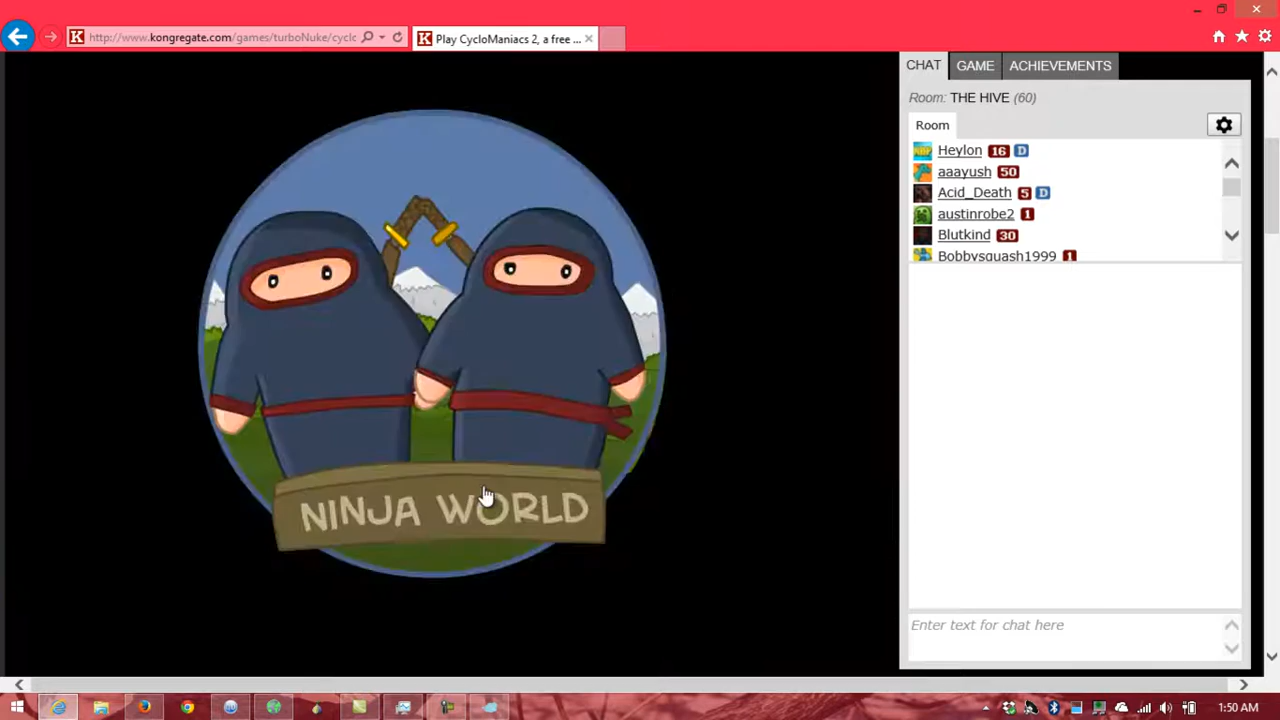 http://www.kongregate.com/games/turboNuke/cyclc
Play CycloManiacs 2, a free ...
CHAT GAME ACHIEVEMENTS
Room: THE HIVE (60)
Room
Heylon 16 D
aaayush 50
Acid_Death 5 D
austinrobe2 1
Blutkind 30
Bobbysquash1999 1
NINJA WORLD
Enter text for chat here
1:50 AM